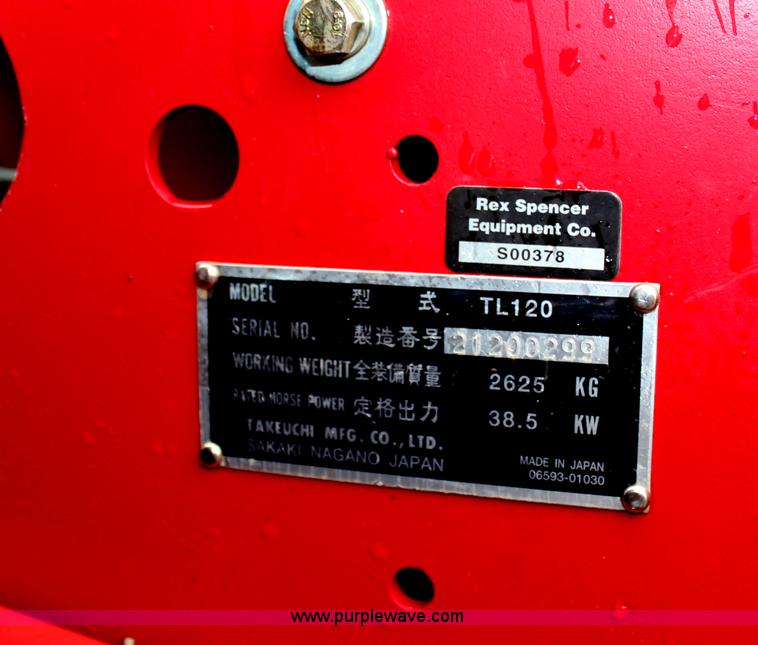 Rex Spencer
Equipment Co.
S00378
MODEL 型 式 TL120
SERIAL NO. 製造番号 21200299
WORKING WEIGHT 全装備質量 2625 KG
RATED HORSE POWER 定格出力 38.5 KW
TAKEUCHI MFG. CO., LTD.
SAKAKI NAGANO JAPAN
MADE IN JAPAN
06593-01030
www.purplewave.com